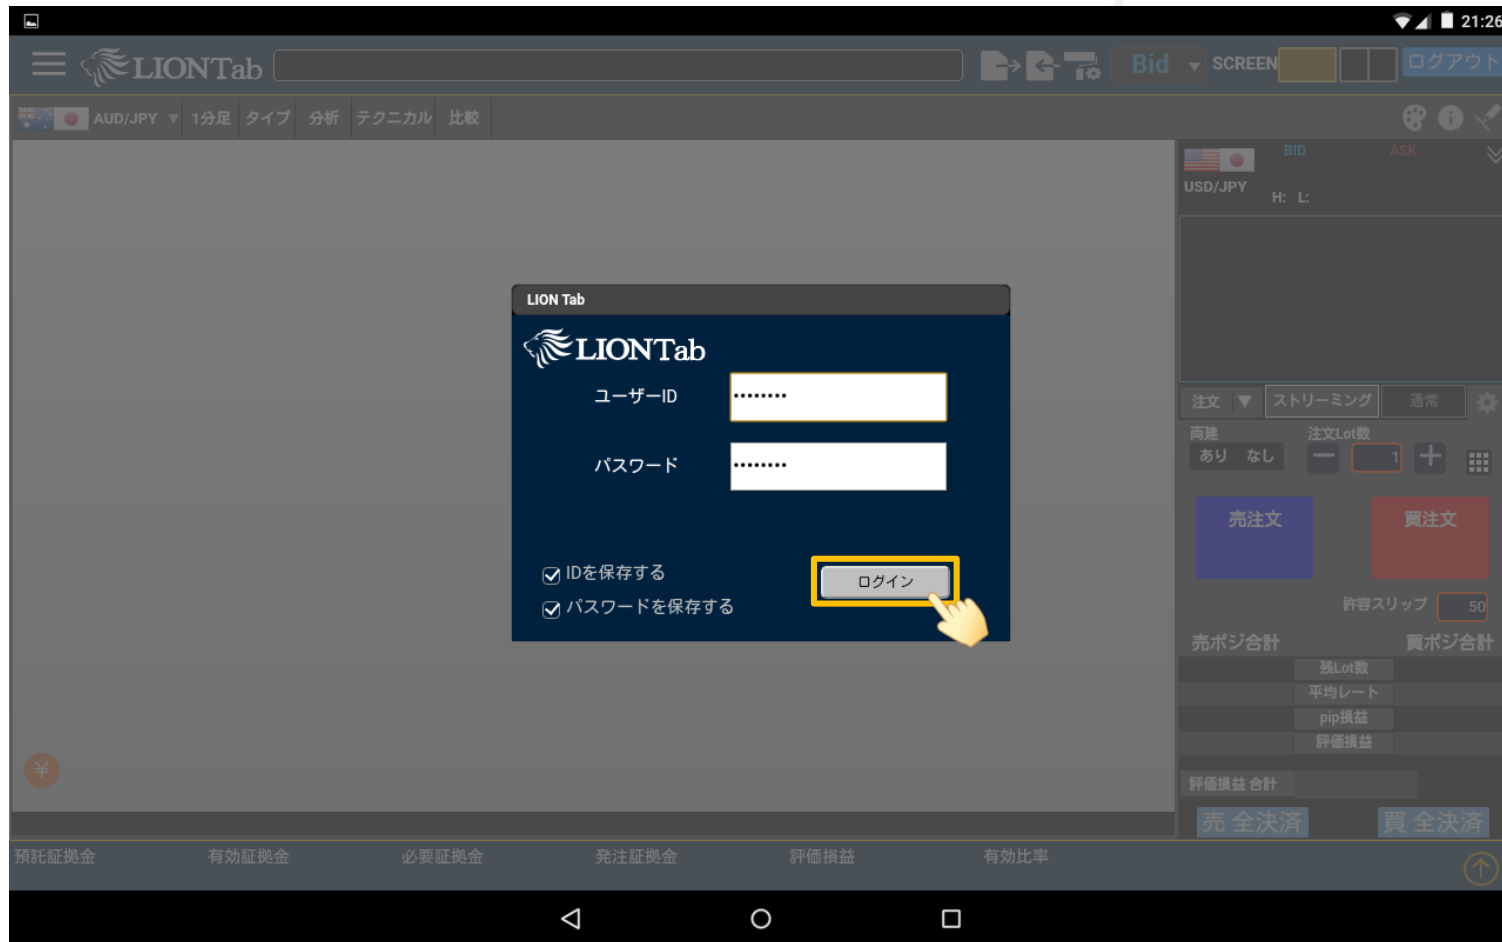 21:26
LIONTab
Bid ▼ SCREEN ログアウト
AUD/JPY ▼ 1分足 タイプ 分析 テクニカル 比較
BID ASK
USD/JPY
H: L:
LION Tab
LIONTab
ユーザーID ••••••••
パスワード ••••••••
IDを保存する
パスワードを保存する
ログイン
注文 ▼ ストリーミング 通常
両建 注文Lot数
あり なし − 1 +
売注文 買注文
許容スリップ 50
売ポジ合計 買ポジ合計
残Lot数
平均レート
pip損益
評価損益
¥
評価損益合計
売 全決済 買 全決済
預託証拠金 有効証拠金 必要証拠金 発注証拠金 評価損益 有効比率